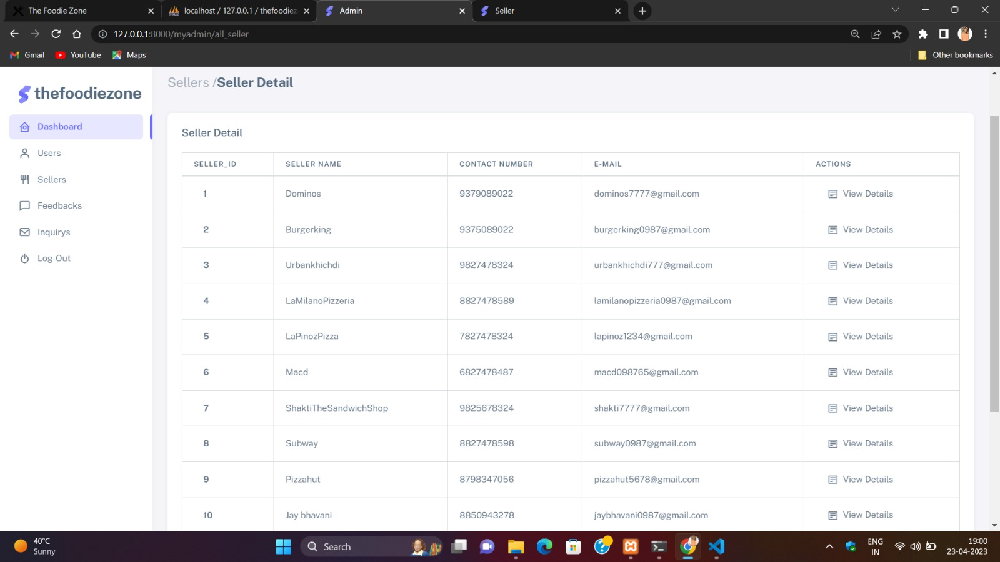 The Foodie Zone
localhost / 127.0.0.1 / thefoodiez
Admin
Seller
127.0.0.1:8000/myadmin/all_seller
Gmail
YouTube
Maps
Other bookmarks
thefoodiezone
Dashboard
Users
Sellers
Feedbacks
Inquirys
Log-Out
Sellers /Seller Detail
Seller Detail
SELLER_ID SELLER NAME CONTACT NUMBER E-MAIL ACTIONS
1 Dominos 9379089022 dominos7777@gmail.com View Details
2 Burgerking 9375089022 burgerking0987@gmail.com View Details
3 Urbankhichdi 9827478324 urbankhichdi777@gmail.com View Details
4 LaMilanoPizzeria 8827478589 lamilanopizzeria0987@gmail.com View Details
5 LaPinozPizza 7827478324 lapinoz1234@gmail.com View Details
6 Macd 6827478487 macd098765@gmail.com View Details
7 ShaktiTheSandwichShop 9825678324 shakti7777@gmail.com View Details
8 Subway 8827478598 subway0987@gmail.com View Details
9 Pizzahut 8798347056 pizzahut5678@gmail.com View Details
10 Jay bhavani 8850943278 jaybhavani0987@gmail.com View Details
40°C
Sunny
Search
ENG
IN
19:00
23-04-2023